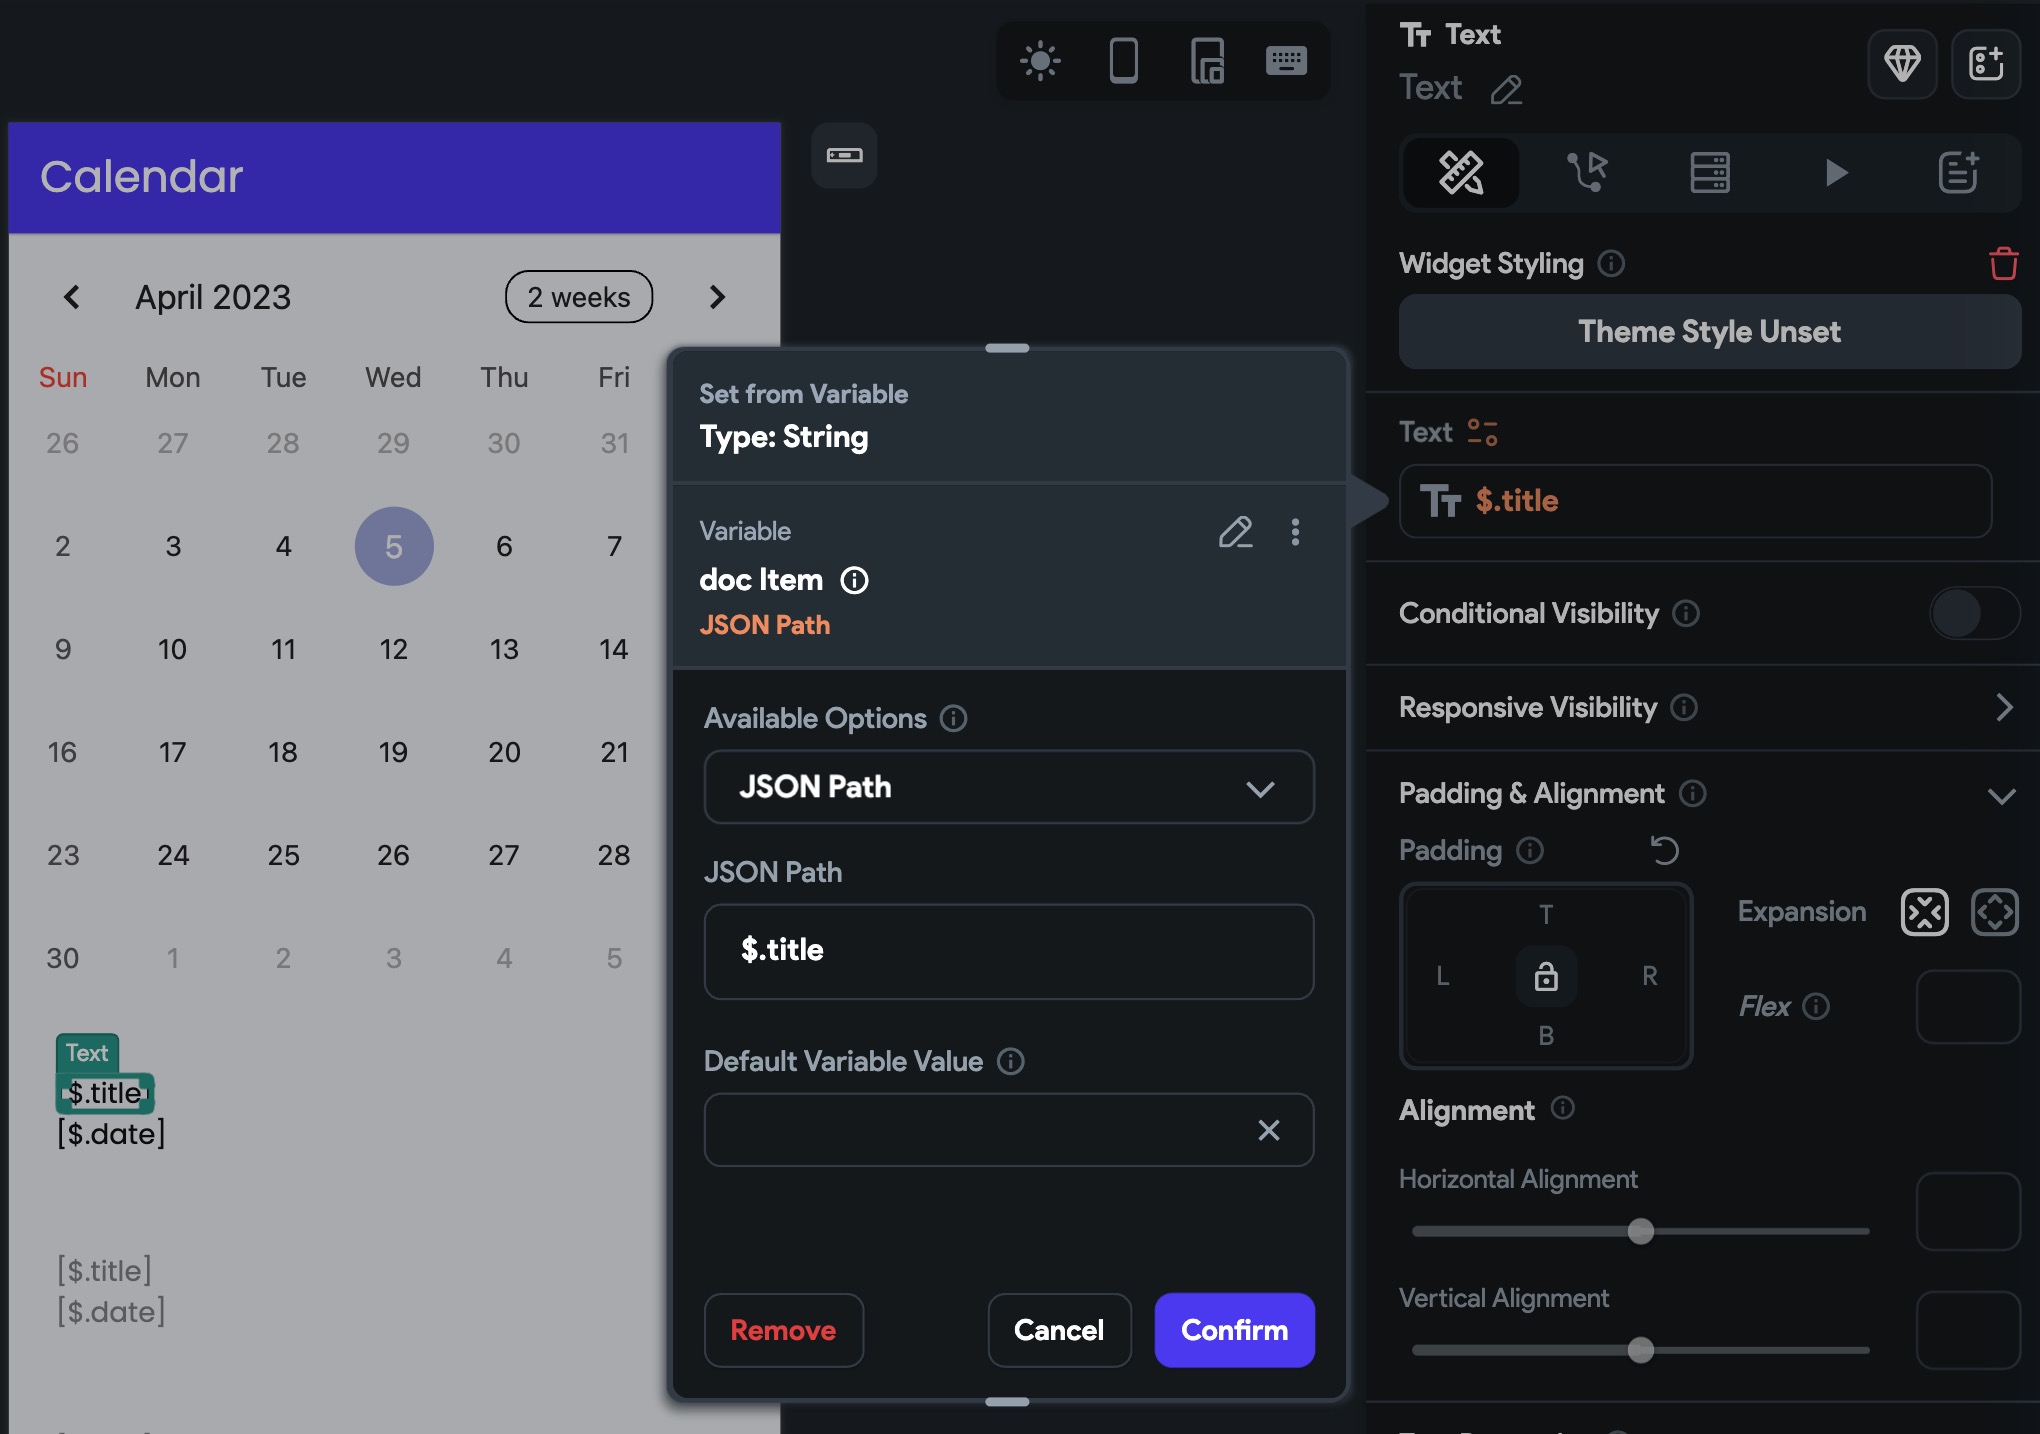 Calendar
April 2023
2 weeks
Sun Mon Tue Wed Thu Fri
26 27 28 29 30 31
2 3 4 5 6 7
9 10 11 12 13 14
16 17 18 19 20 21
23 24 25 26 27 28
30 1 2 3 4 5
Text
$.title
[$.date]
[$.title]
[$.date]
Set from Variable
Type: String
Variable
doc Item
JSON Path
Available Options
JSON Path
JSON Path
$.title
Default Variable Value
Remove
Cancel
Confirm
Tt Text
Text
Widget Styling
Theme Style Unset
Text
Tt $.title
Conditional Visibility
Responsive Visibility
Padding & Alignment
Padding
T
L R
B
Expansion
Flex
Alignment
Horizontal Alignment
Vertical Alignment